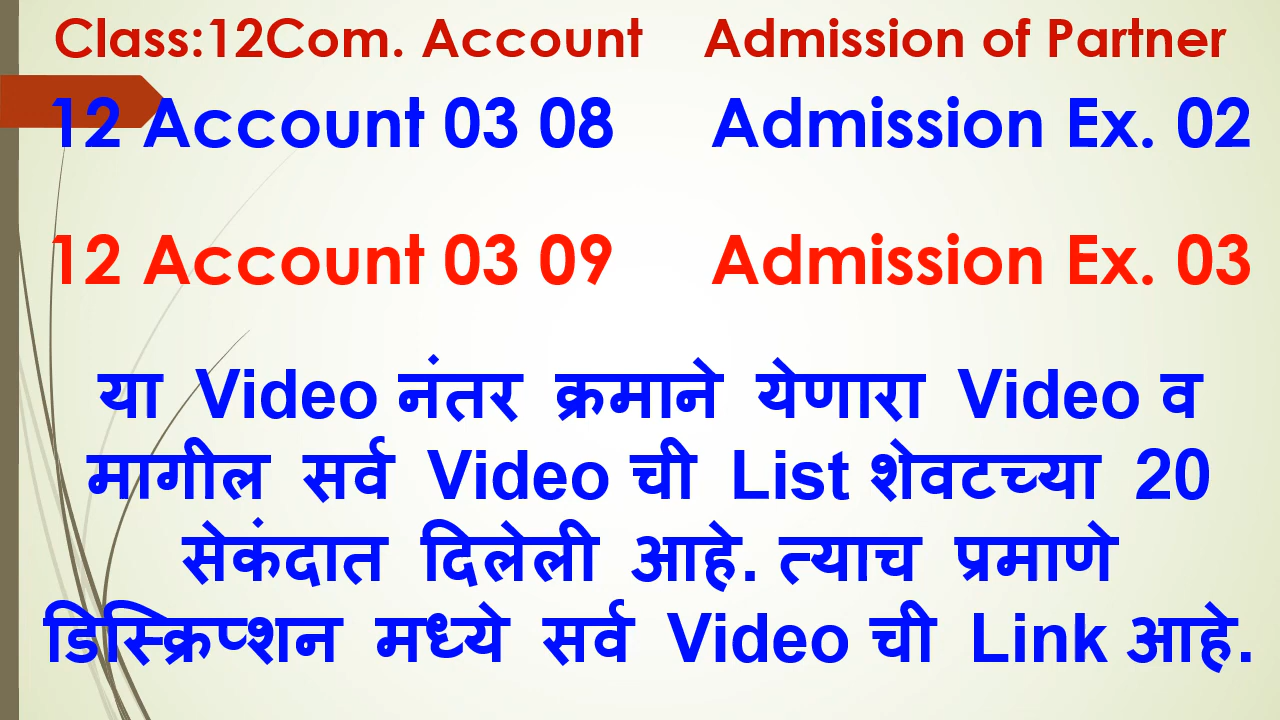 Class:12Com. Account Admission of Partner
12 Account 03 08 Admission Ex. 02
12 Account 03 09 Admission Ex. 03
या Video नंतर क्रमाने येणारा Video व
मागील सर्व Video ची List शेवटच्या 20
सेकंदात दिलेली आहे. त्याच प्रमाणे
डिस्क्रिप्शन मध्ये सर्व Video ची Link आहे.